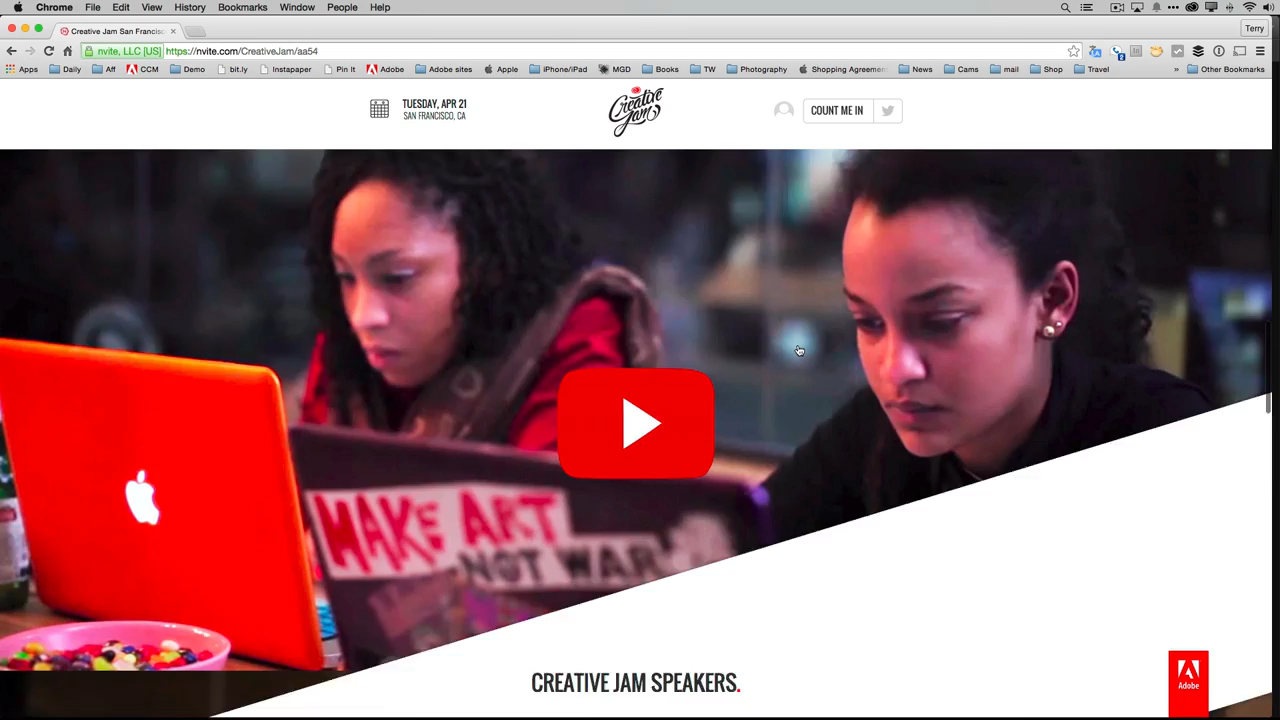 Chrome File Edit View History Bookmarks Window People Help
Creative Jam San Francisc
Terry
nvite, LLC [US] https://nvite.com/CreativeJam/aa54
Apps Daily Aff CCM Demo bit.ly Instapaper Pin It Adobe Adobe sites Apple iPhone/iPad MGD Books TW Photography Shopping Agreemen News Cams mail Shop Travel » Other Bookmarks
TUESDAY, APR 21
SAN FRANCISCO, CA
Creative Jam
COUNT ME IN
MAKE ART
NOT WAR
CREATIVE JAM SPEAKERS.
Adobe